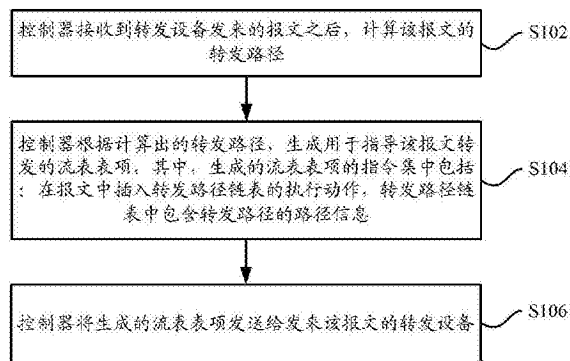 控制器接收到转发设备发来的报文之后，计算该报文的
转发路径
S102
控制器根据计算出的转发路径，生成用于指导该报文转
发的流表表项，其中，生成的流表表项的指令集中包括
：在报文中插入转发路径链表的执行动作，转发路径链
表中包含转发路径的路径信息
S104
控制器将生成的流表表项发送给发来该报文的转发设备
S106